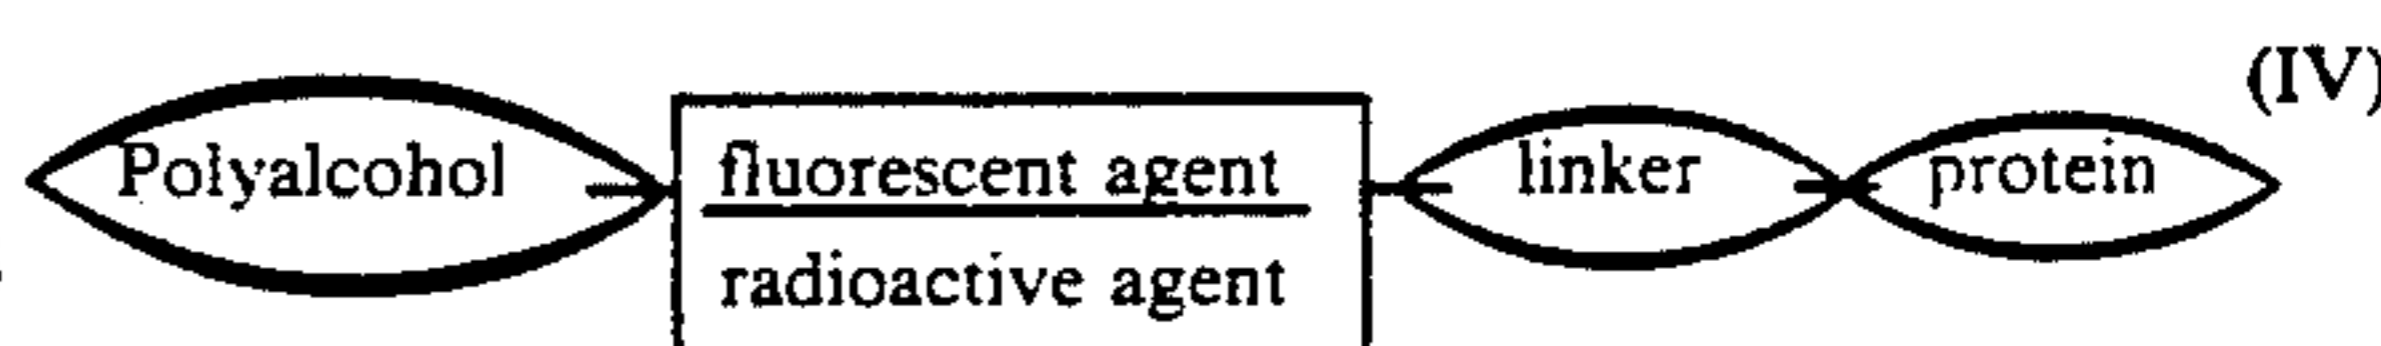 (IV)
Polyalcohol fluorescent agent linker protein
radioactive agent